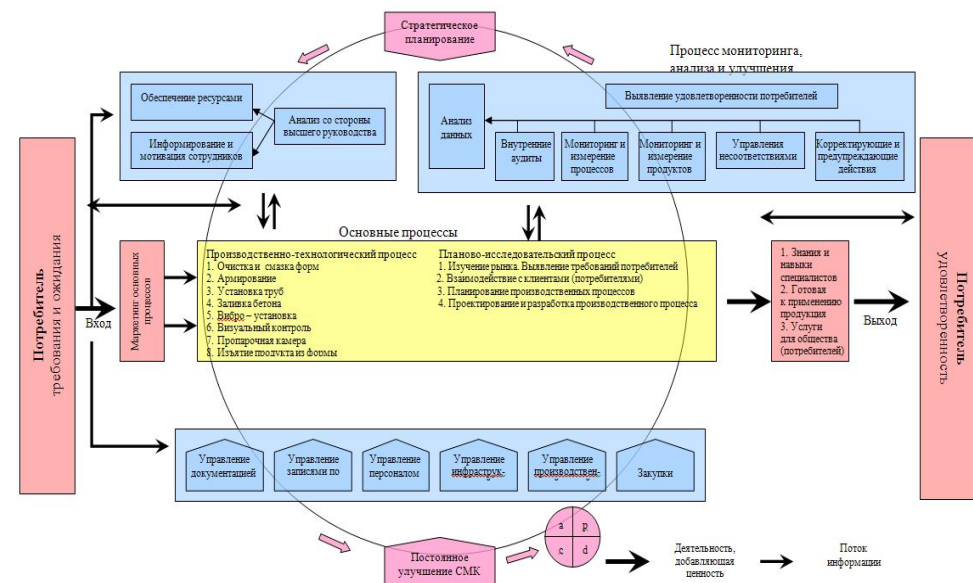 Стратегическое
планирование
Процесс мониторинга,
анализа и улучшения
Обеспечение ресурсами
Анализ со стороны
высшего руководства
Информирование и
мотивация сотрудников
Выявление удовлетворенности потребителей
Анализ
данных
Внутренние
аудиты
Мониторинг и
измерение
процессов
Мониторинг и
измерение
продуктов
Управления
несоответствиями
Корректирующие и
предупреждающие
действия
Потребитель
требования и ожидания
Вход
Маркетинг основных
процессов
Основные процессы
Производственно-технологический процесс
1. Очистка и смазка форм
2. Армирование
3. Установка труб
4. Заливка бетона
5. Вибро – установка
6. Визуальный контроль
7. Пропарочная камера
8. Изъятие продукта из формы
Планово-исследовательский процесс
1. Изучение рынка. Выявление требований потребителей
2. Взаимодействие с клиентами (потребителями)
3. Планирование производственных процессов
4. Проектирование и разработка производственного процесса
1. Знания и
навыки
специалистов
2. Готовая
к применению
продукция
3. Услуги
для общества
(потребителей)
Выход
Потребитель
удовлетворенность
Управление
документацией
Управление
записями по
Управление
персоналом
Управление
инфраструк-
Управление
производствен-
Закупки
Постоянное
улучшение СМК
a p
c d
Деятельность,
добавляющая
ценность
Поток
информации